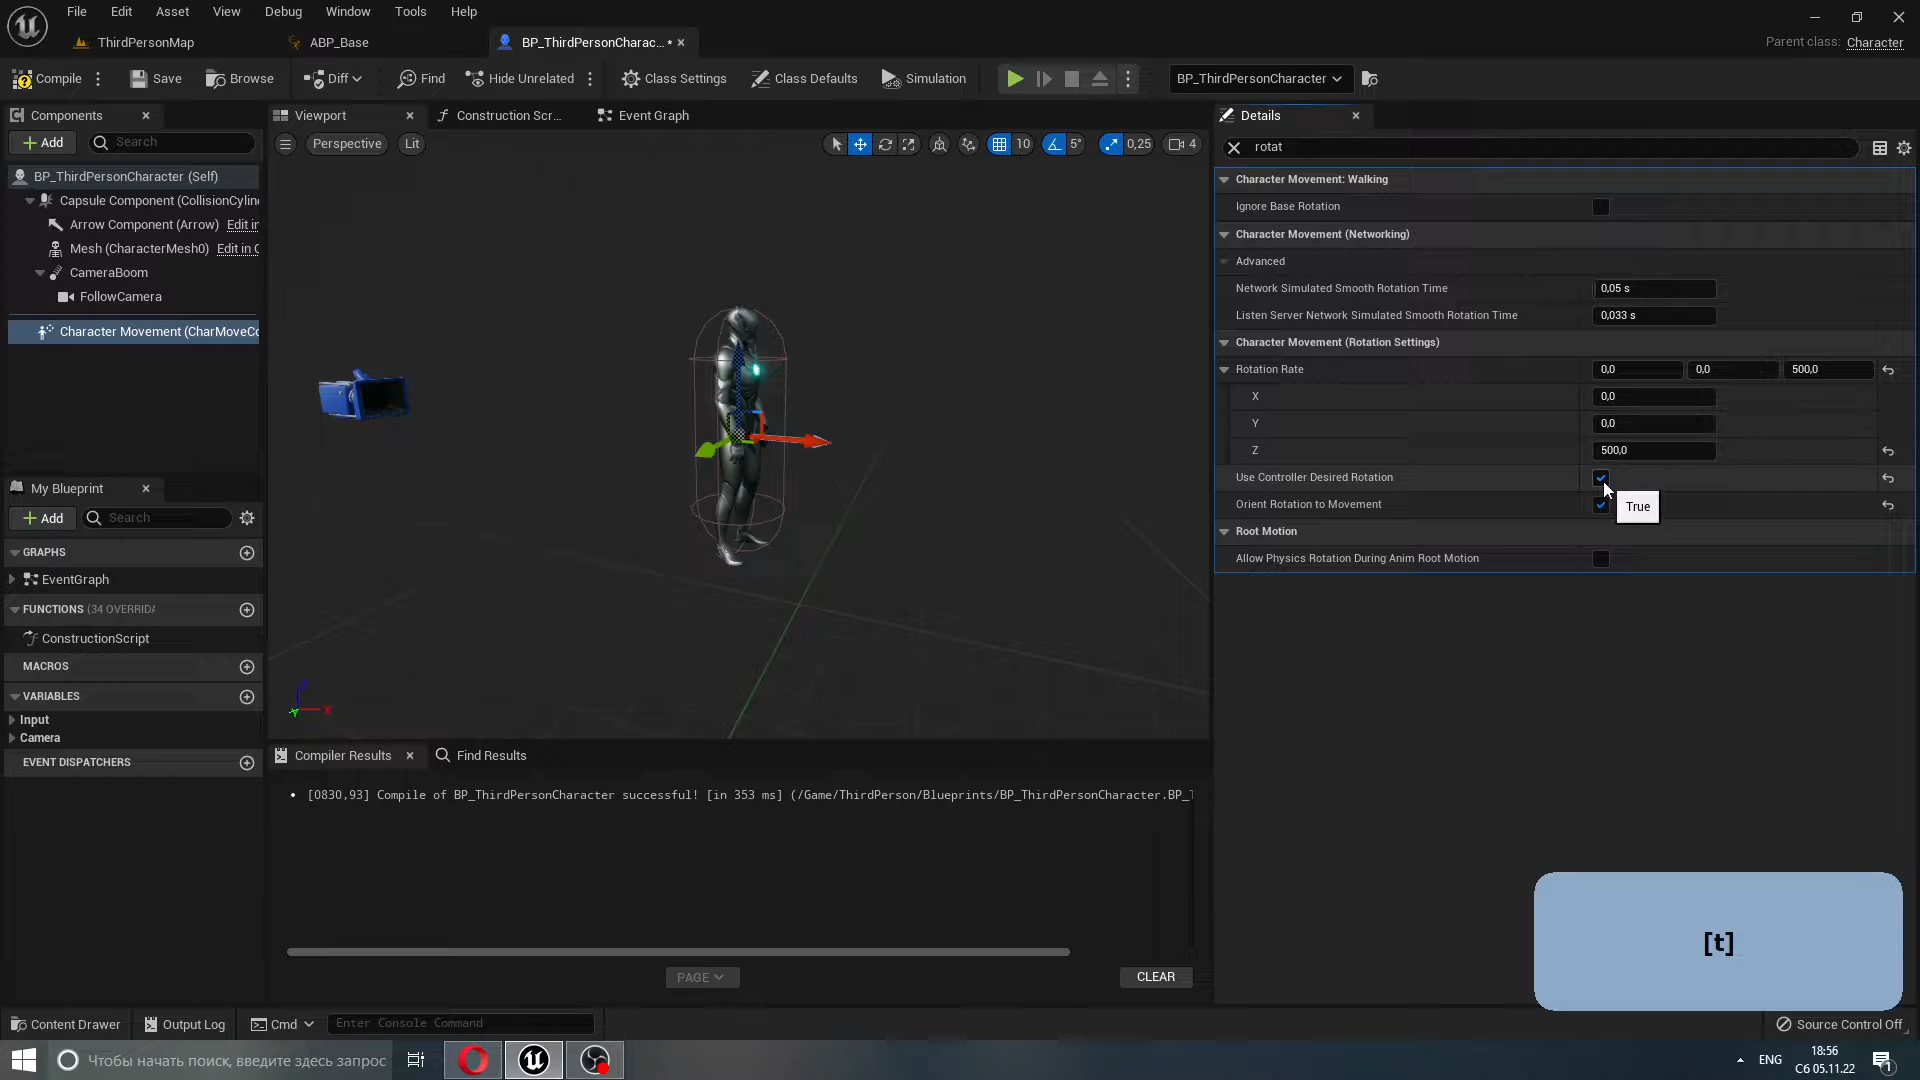 File Edit Asset View Debug Window Tools Help
ThirdPersonMap
ABP_Base
BP_ThirdPersonCharac... *
Parent class: Character
Compile
Save
Browse
Diff
Find
Hide Unrelated
Class Settings
Class Defaults
Simulation
BP_ThirdPersonCharacter
Components
Add
Search
BP_ThirdPersonCharacter (Self)
Capsule Component (CollisionCylin
Arrow Component (Arrow) Edit in
Mesh (CharacterMesh0) Edit in C
CameraBoom
FollowCamera
Character Movement (CharMoveCo
My Blueprint
Add
Search
GRAPHS
EventGraph
FUNCTIONS (34 OVERRIDA
ConstructionScript
MACROS
VARIABLES
Input
Camera
EVENT DISPATCHERS
Viewport
Construction Scr...
Event Graph
Perspective
Lit
10
5°
0,25
4
X
Compiler Results
Find Results
[0830,93] Compile of BP_ThirdPersonCharacter successful! [in 353 ms] (/Game/ThirdPerson/Blueprints/BP_ThirdPersonCharacter.BP_T
PAGE
CLEAR
Details
rotat
Character Movement: Walking
Ignore Base Rotation
Character Movement (Networking)
Advanced
Network Simulated Smooth Rotation Time 0,05 s
Listen Server Network Simulated Smooth Rotation Time 0,033 s
Character Movement (Rotation Settings)
Rotation Rate 0,0 0,0 500,0
X 0,0
Y 0,0
Z 500,0
Use Controller Desired Rotation
Orient Rotation to Movement
True
Root Motion
Allow Physics Rotation During Anim Root Motion
[t]
Content Drawer
Output Log
Cmd
Enter Console Command
Source Control Off
Чтобы начать поиск, введите здесь запрос
ENG
18:56
Сб 05.11.22
1